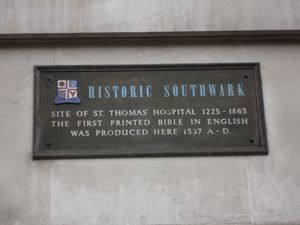 HISTORIC SOUTHWARK
SITE OF ST. THOMAS' HOSPITAL 1225 - 1865
THE FIRST PRINTED BIBLE IN ENGLISH
WAS PRODUCED HERE 1537 A.-D.